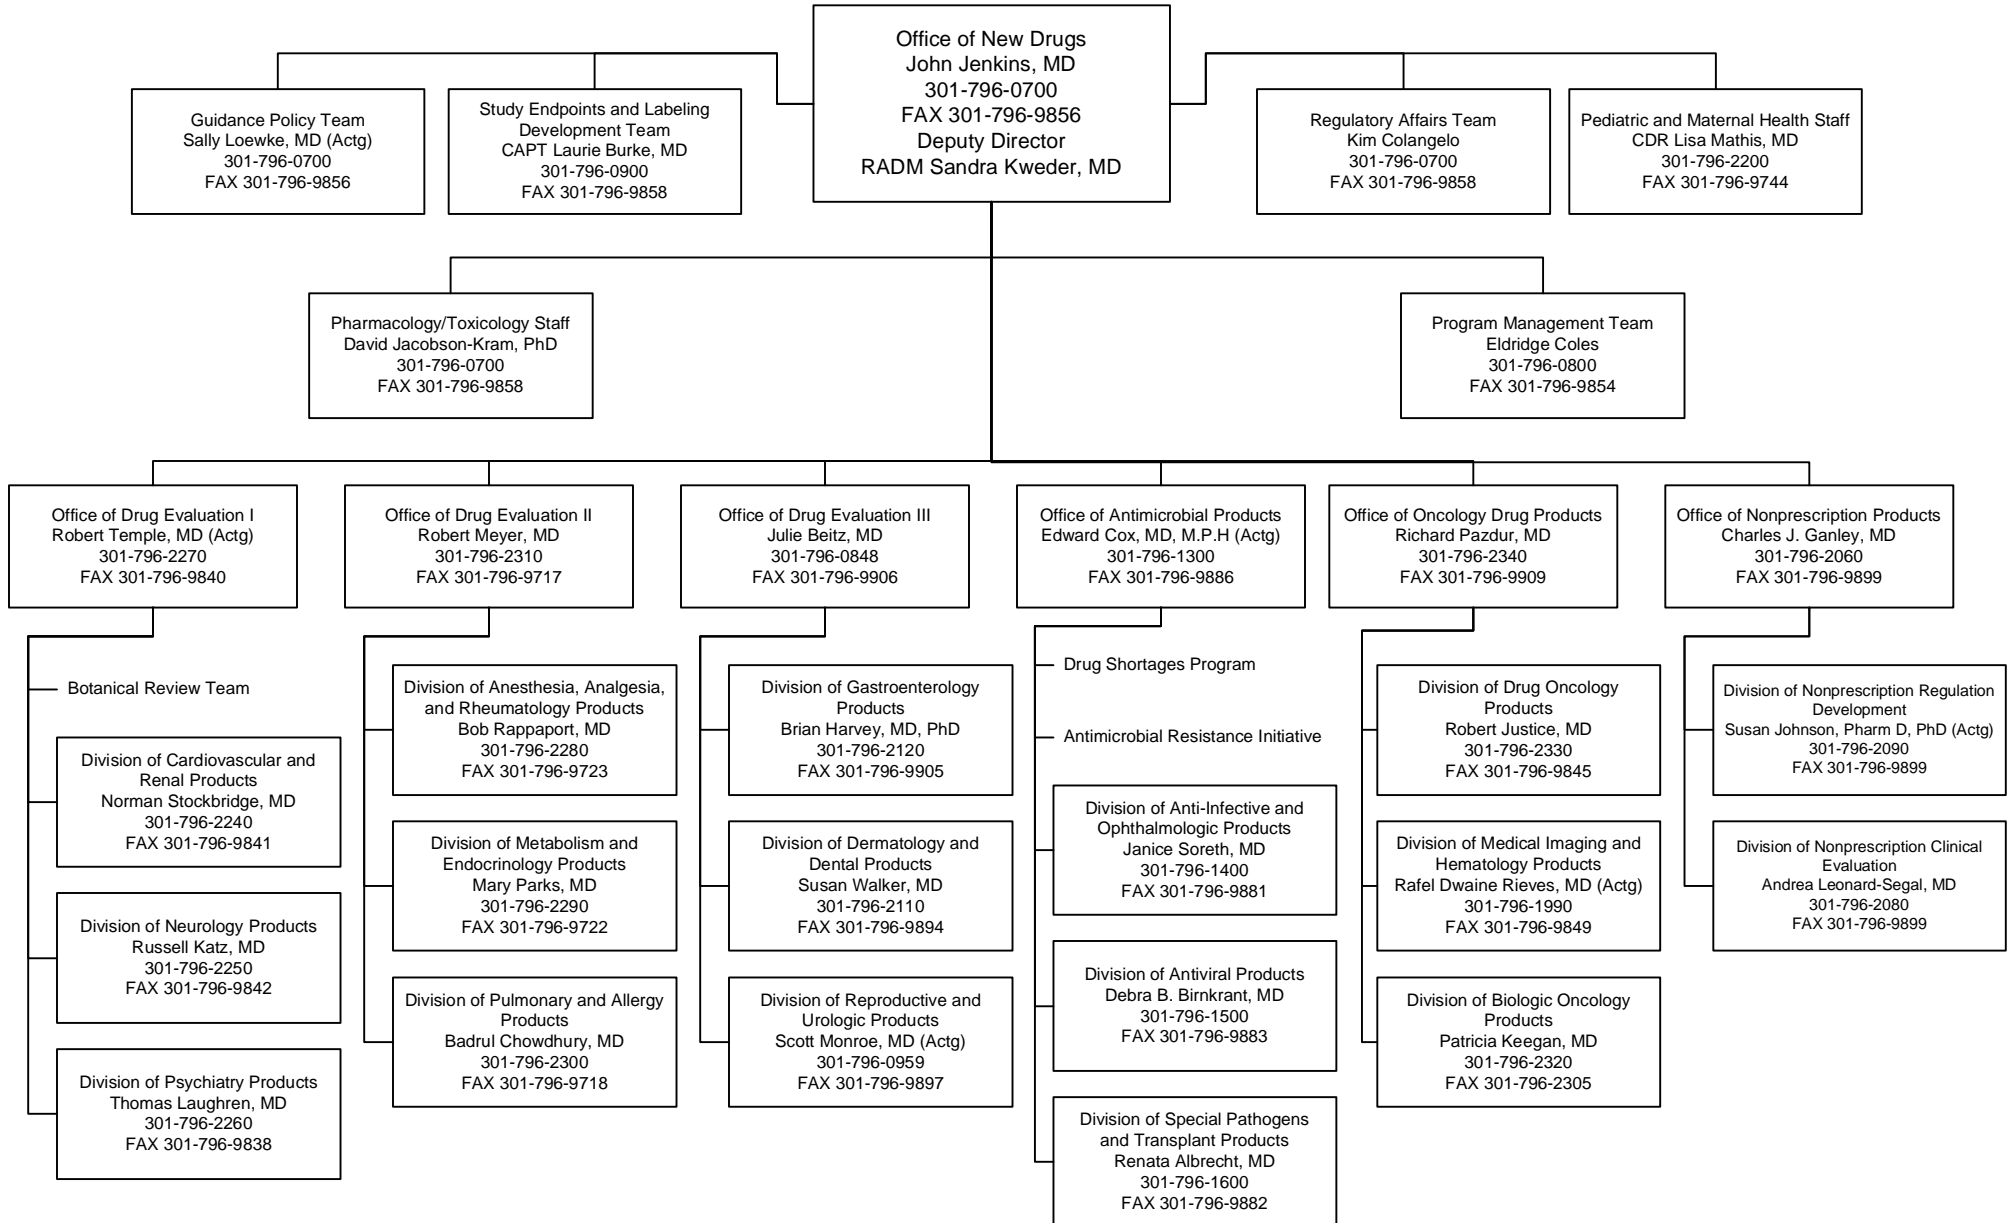 Office of New Drugs
John Jenkins, MD
301-796-0700
FAX 301-796-9856
Deputy Director
RADM Sandra Kweder, MD
Guidance Policy Team
Sally Loewke, MD (Actg)
301-796-0700
FAX 301-796-9856
Study Endpoints and Labeling
Development Team
CAPT Laurie Burke, MD
301-796-0900
FAX 301-796-9858
Regulatory Affairs Team
Kim Colangelo
301-796-0700
FAX 301-796-9858
Pediatric and Maternal Health Staff
CDR Lisa Mathis, MD
301-796-2200
FAX 301-796-9744
Pharmacology/Toxicology Staff
David Jacobson-Kram, PhD
301-796-0700
FAX 301-796-9858
Program Management Team
Eldridge Coles
301-796-0800
FAX 301-796-9854
Office of Drug Evaluation I
Robert Temple, MD (Actg)
301-796-2270
FAX 301-796-9840
Office of Drug Evaluation II
Robert Meyer, MD
301-796-2310
FAX 301-796-9717
Office of Drug Evaluation III
Julie Beitz, MD
301-796-0848
FAX 301-796-9906
Office of Antimicrobial Products
Edward Cox, MD, M.P.H (Actg)
301-796-1300
FAX 301-796-9886
Office of Oncology Drug Products
Richard Pazdur, MD
301-796-2340
FAX 301-796-9909
Office of Nonprescription Products
Charles J. Ganley, MD
301-796-2060
FAX 301-796-9899
Botanical Review Team
Division of Cardiovascular and
Renal Products
Norman Stockbridge, MD
301-796-2240
FAX 301-796-9841
Division of Neurology Products
Russell Katz, MD
301-796-2250
FAX 301-796-9842
Division of Psychiatry Products
Thomas Laughren, MD
301-796-2260
FAX 301-796-9838
Division of Anesthesia, Analgesia,
and Rheumatology Products
Bob Rappaport, MD
301-796-2280
FAX 301-796-9723
Division of Metabolism and
Endocrinology Products
Mary Parks, MD
301-796-2290
FAX 301-796-9722
Division of Pulmonary and Allergy
Products
Badrul Chowdhury, MD
301-796-2300
FAX 301-796-9718
Division of Gastroenterology
Products
Brian Harvey, MD, PhD
301-796-2120
FAX 301-796-9905
Division of Dermatology and
Dental Products
Susan Walker, MD
301-796-2110
FAX 301-796-9894
Division of Reproductive and
Urologic Products
Scott Monroe, MD (Actg)
301-796-0959
FAX 301-796-9897
Drug Shortages Program
Antimicrobial Resistance Initiative
Division of Anti-Infective and
Ophthalmologic Products
Janice Soreth, MD
301-796-1400
FAX 301-796-9881
Division of Antiviral Products
Debra B. Birnkrant, MD
301-796-1500
FAX 301-796-9883
Division of Special Pathogens
and Transplant Products
Renata Albrecht, MD
301-796-1600
FAX 301-796-9882
Division of Drug Oncology
Products
Robert Justice, MD
301-796-2330
FAX 301-796-9845
Division of Medical Imaging and
Hematology Products
Rafel Dwaine Rieves, MD (Actg)
301-796-1990
FAX 301-796-9849
Division of Biologic Oncology
Products
Patricia Keegan, MD
301-796-2320
FAX 301-796-2305
Division of Nonprescription Regulation
Development
Susan Johnson, Pharm D, PhD (Actg)
301-796-2090
FAX 301-796-9899
Division of Nonprescription Clinical
Evaluation
Andrea Leonard-Segal, MD
301-796-2080
FAX 301-796-9899